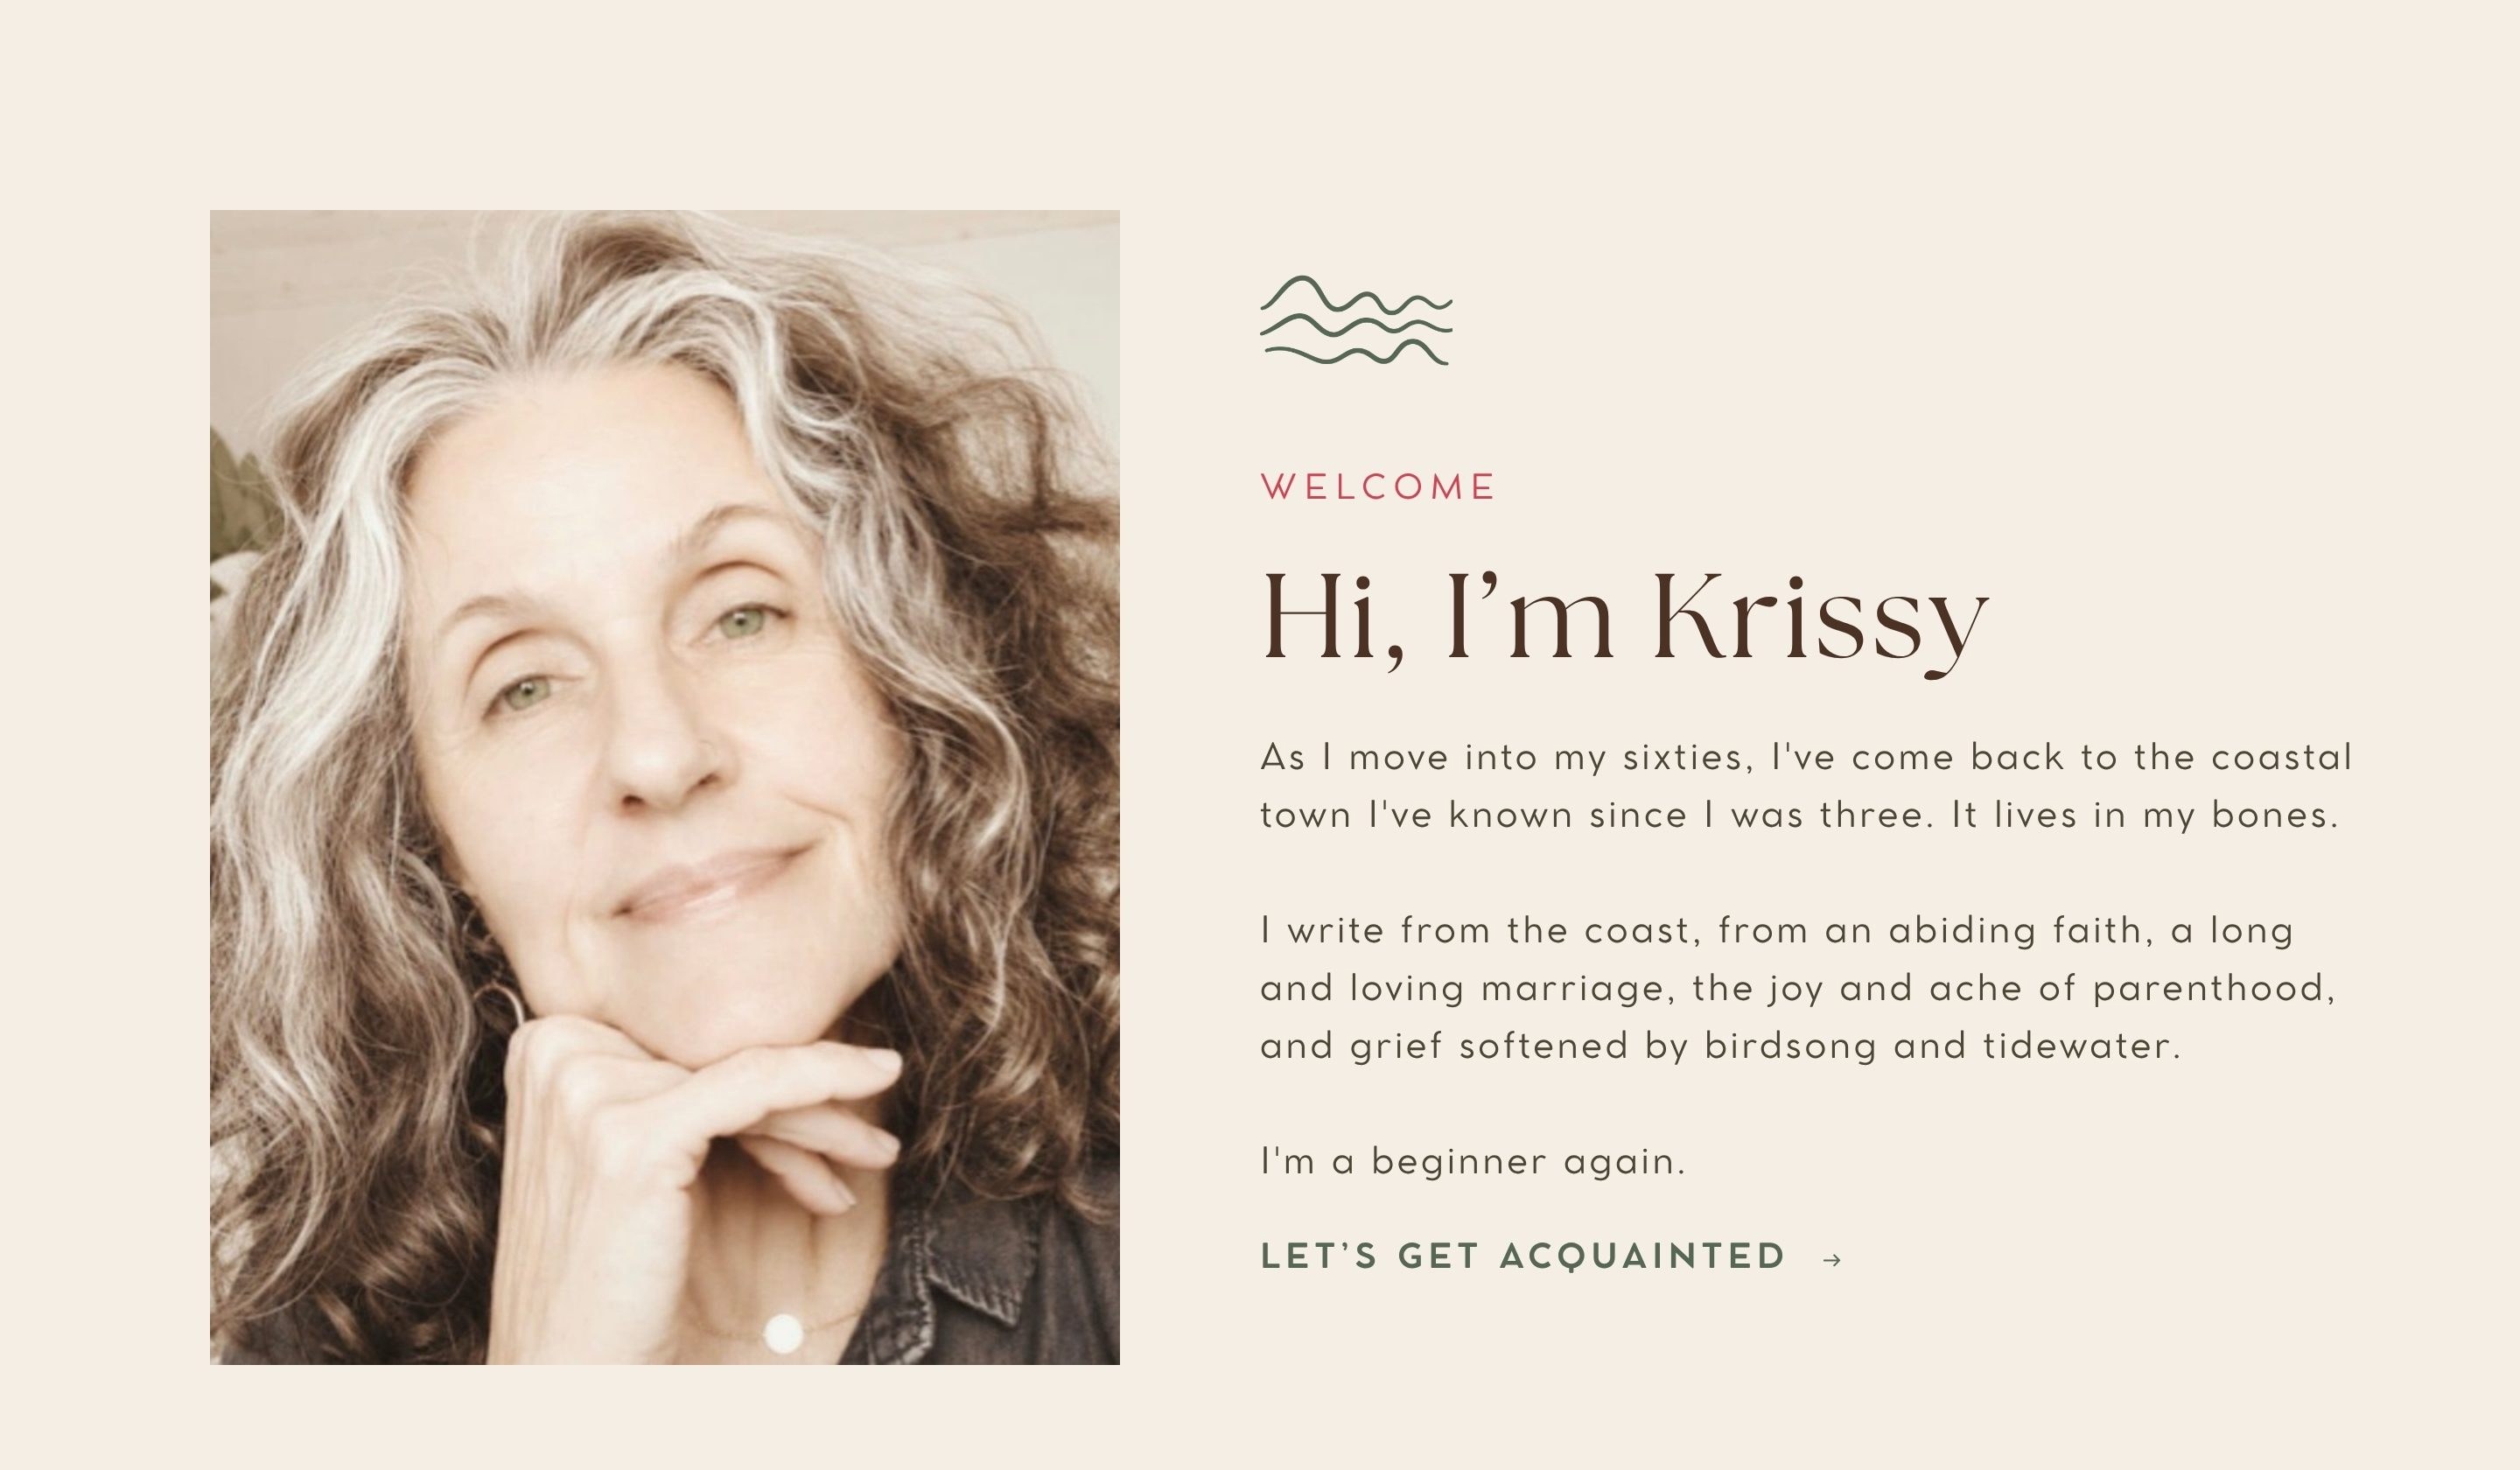 WELCOME
Hi, I’m Krissy
As I move into my sixties, I've come back to the coastal
town I've known since I was three. It lives in my bones.
I write from the coast, from an abiding faith, a long
and loving marriage, the joy and ache of parenthood,
and grief softened by birdsong and tidewater.
I'm a beginner again.
LET’S GET ACQUAINTED →